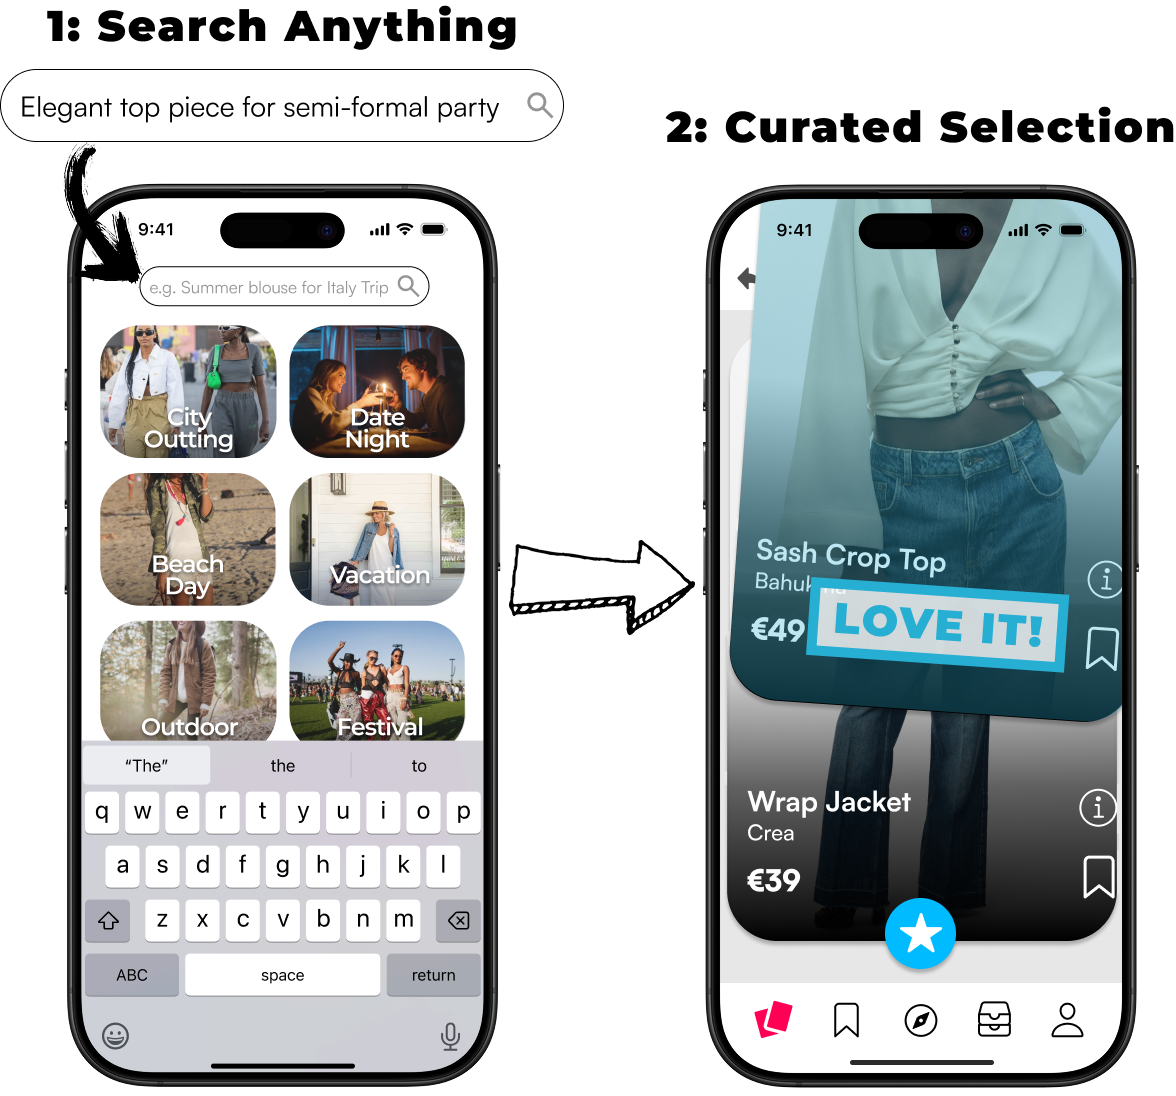 1: Search Anything
Elegant top piece for semi-formal party
2: Curated Selection
9:41
e.g. Summer blouse for Italy Trip
City
Outting
Date
Night
Beach
Day
Vacation
Outdoor
Festival
“The”
the
to
q w e r t y u i o p
a s d f g h j k l
z x c v b n m
ABC
space
return
9:41
Sash Crop Top
€49
LOVE IT!
Wrap Jacket
Crea
€39